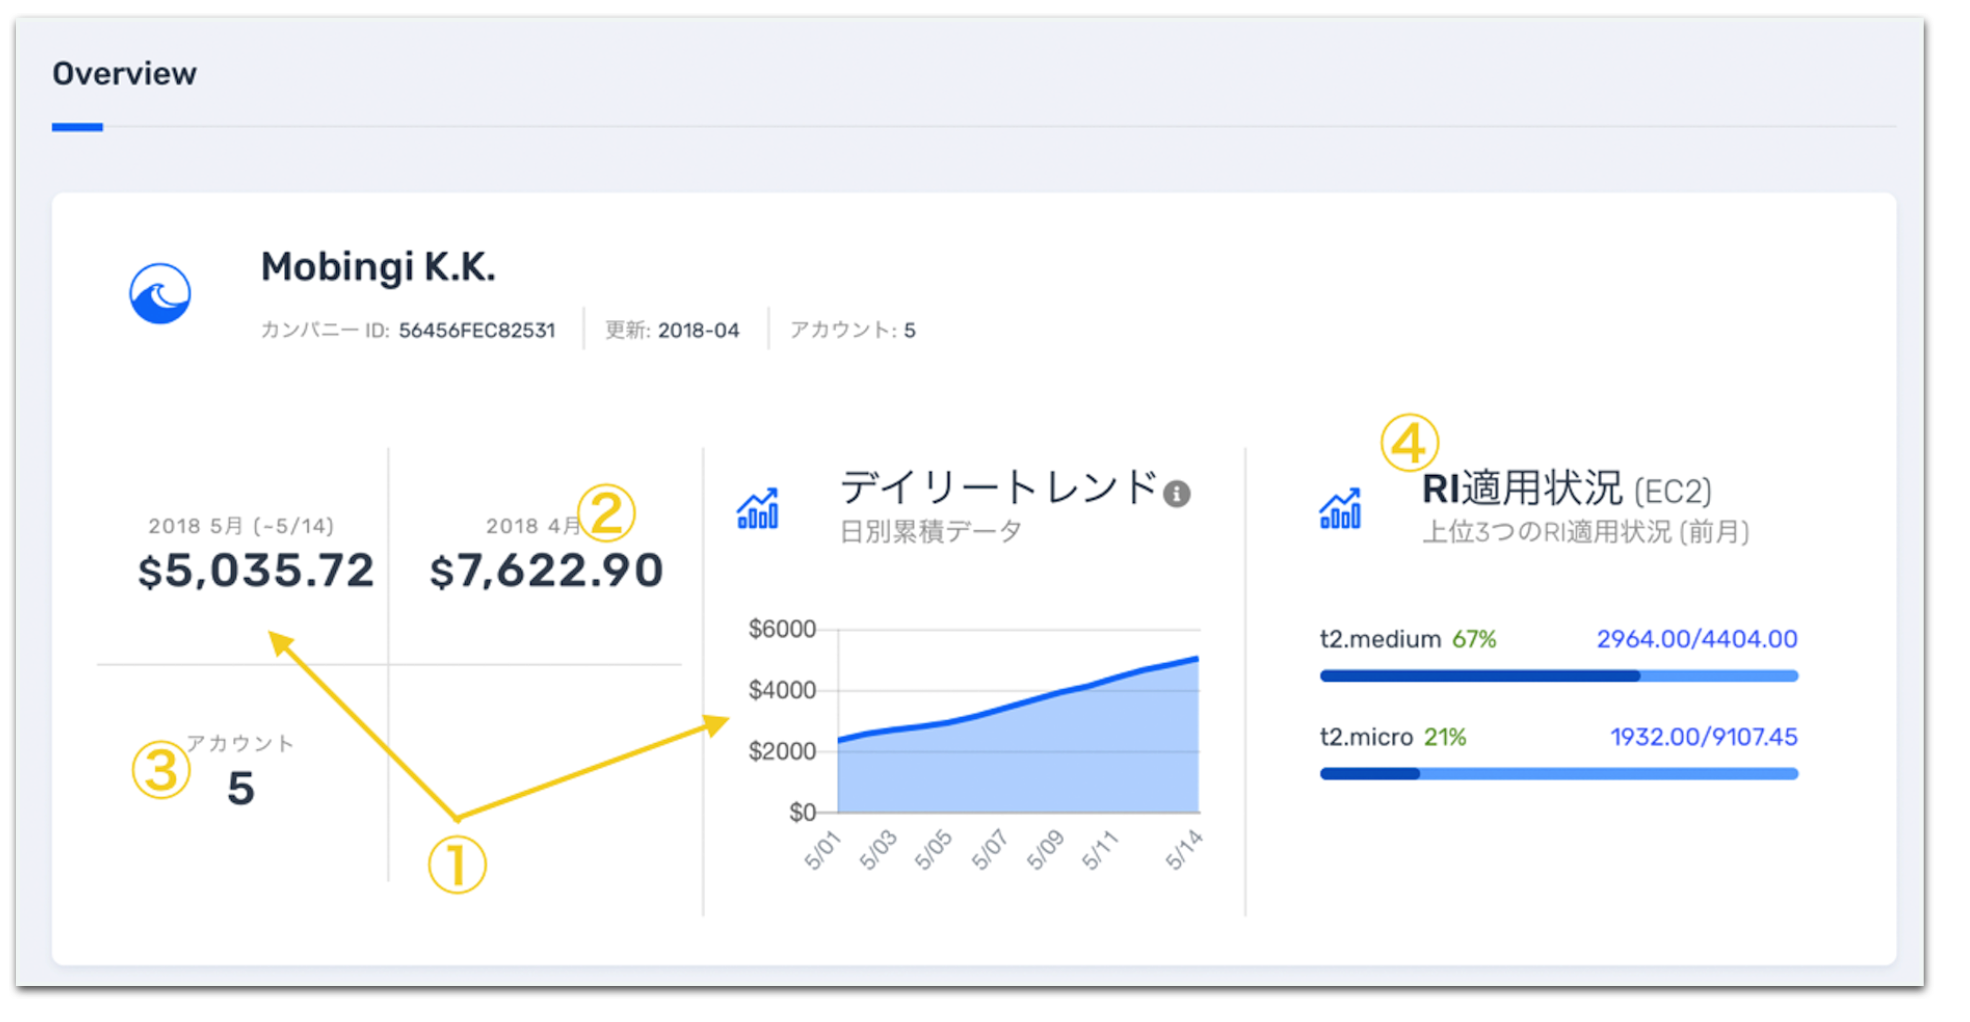 Overview
Mobingi K.K.
カンパニー ID: 56456FEC82531
更新: 2018-04
アカウント: 5
2018 5月 (~5/14)
$5,035.72
2018 4月
②
$7,622.90
③
アカウント
5
①
デイリートレンド
日別累積データ
$6000
$4000
$2000
$0
5/01
5/03
5/05
5/07
5/09
5/11
5/14
④
RI適用状況 (EC2)
上位3つのRI適用状況 (前月)
t2.medium 67% 2964.00/4404.00
t2.micro 21% 1932.00/9107.45